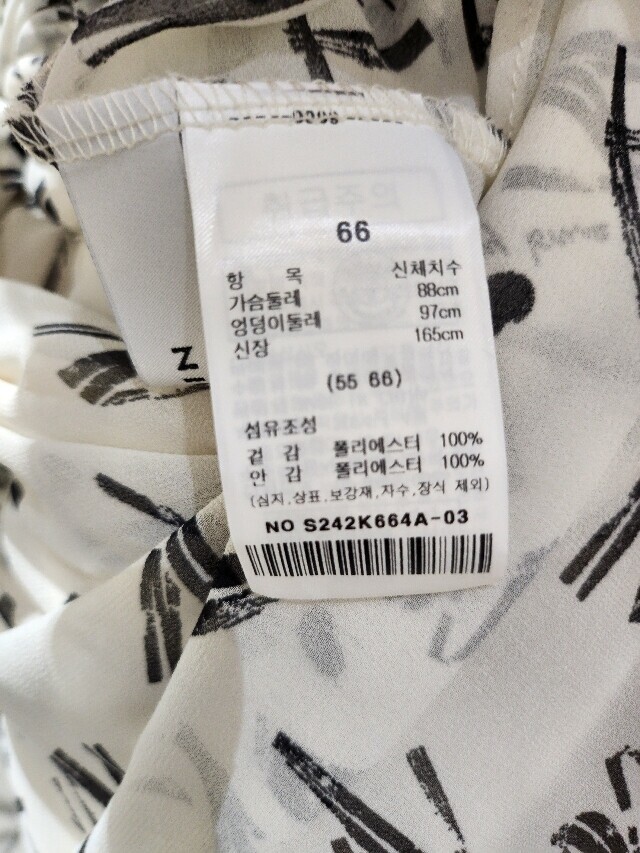 66
항 목 신체치수
가슴둘레 88cm
엉덩이둘레 97cm
신장 165cm
(55 66)
섬유조성
겉 감 폴리에스터 100%
안 감 폴리에스터 100%
(심지,상표,보강재,자수,장식 제외)
NO S242K664A-03